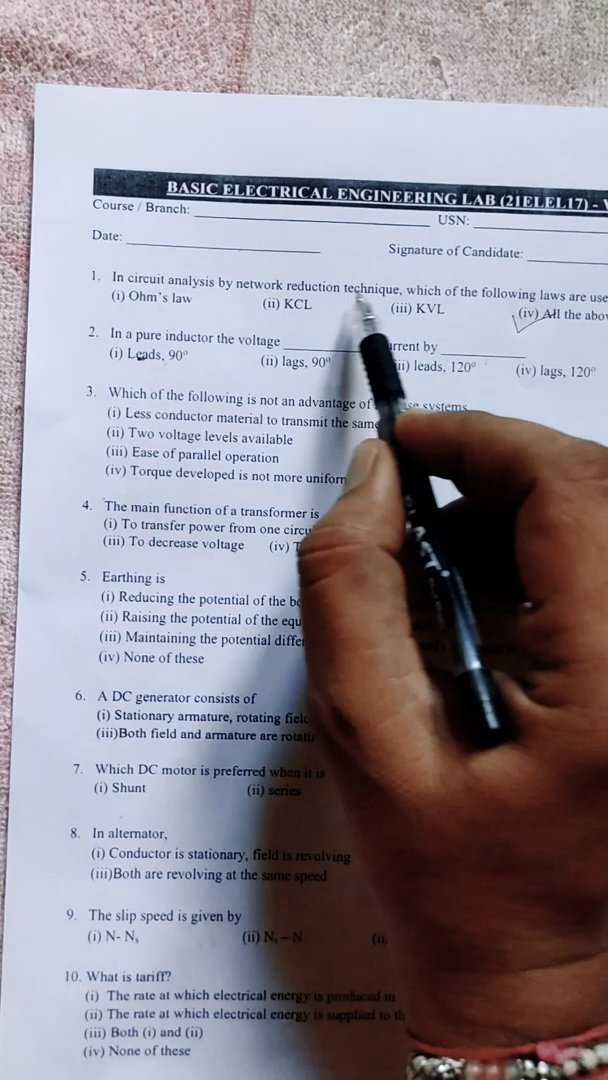 BASIC ELECTRICAL ENGINEERING LAB (21ELEL17) -
Course / Branch: USN:
Date: Signature of Candidate:
1. In circuit analysis by network reduction technique, which of the following laws are use
(i) Ohm's law (ii) KCL (iii) KVL (iv) All the abov
2. In a pure inductor the voltage by
(i) Leads, 90° (ii) lags, 90° leads, 120° (iv) lags, 120°
3. Which of the following is not an advantage of systems
(i) Less conductor material to transmit the same
(ii) Two voltage levels available
(iii) Ease of parallel operation
(iv) Torque developed is not more uniform
4. The main function of a transformer is
(i) To transfer power from one
(iii) To decrease voltage (iv)
5. Earthing is
(i) Reducing the potential of the
(ii) Raising the potential of the
(iii) Maintaining the potential
(iv) None of these
6. A DC generator consists of
(i) Stationary armature, rotating
(iii)Both field and armature are
7. Which DC motor is preferred when it is
(i) Shunt (ii) series
8. In alternator,
(i) Conductor is stationary, field is revolving
(iii)Both are revolving at the same speed
9. The slip speed is given by
(i) N- Nₛ (ii) Nₛ – N
10. What is tariff?
(i) The rate at which electrical energy is produced in
(ii) The rate at which electrical energy is supplied to
(iii) Both (i) and (ii)
(iv) None of these